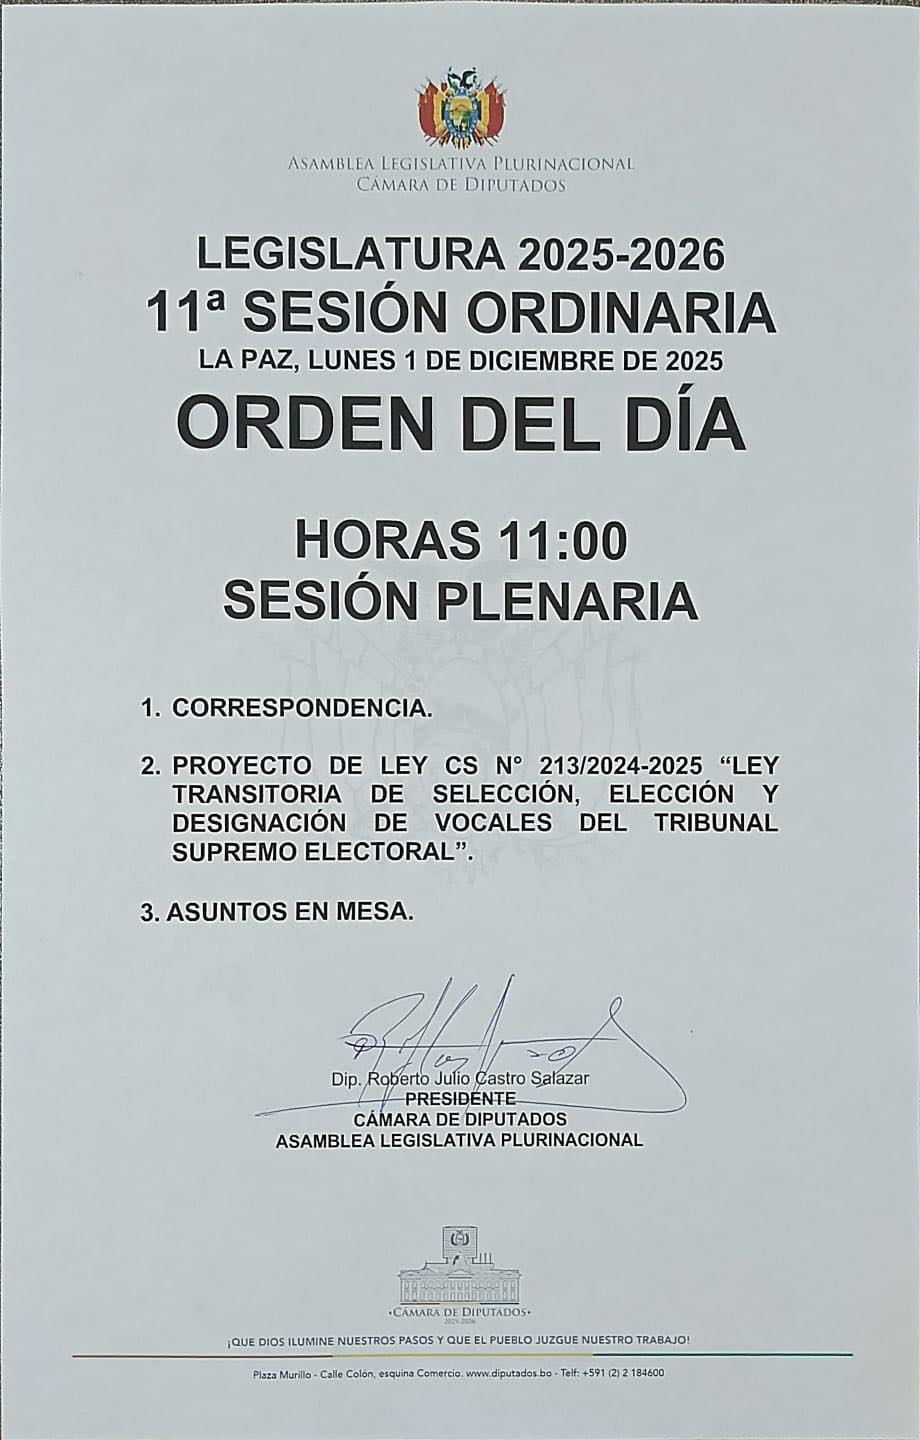 ASAMBLEA LEGISLATIVA PLURINACIONAL
CÁMARA DE DIPUTADOS
LEGISLATURA 2025-2026
11ª SESIÓN ORDINARIA
LA PAZ, LUNES 1 DE DICIEMBRE DE 2025
ORDEN DEL DÍA
HORAS 11:00
SESIÓN PLENARIA
1. CORRESPONDENCIA.
2. PROYECTO DE LEY CS N° 213/2024-2025 “LEY
TRANSITORIA DE SELECCIÓN, ELECCIÓN Y
DESIGNACIÓN DE VOCALES DEL TRIBUNAL
SUPREMO ELECTORAL”.
3. ASUNTOS EN MESA.
Dip. Roberto Julio Castro Salazar
PRESIDENTE
CÁMARA DE DIPUTADOS
ASAMBLEA LEGISLATIVA PLURINACIONAL
•CÁMARA DE DIPUTADOS•
2025-2026
¡QUE DIOS ILUMINE NUESTROS PASOS Y QUE EL PUEBLO JUZGUE NUESTRO TRABAJO!
Plaza Murillo - Calle Colón, esquina Comercio. www.diputados.bo - Telf: +591 (2) 2 184600